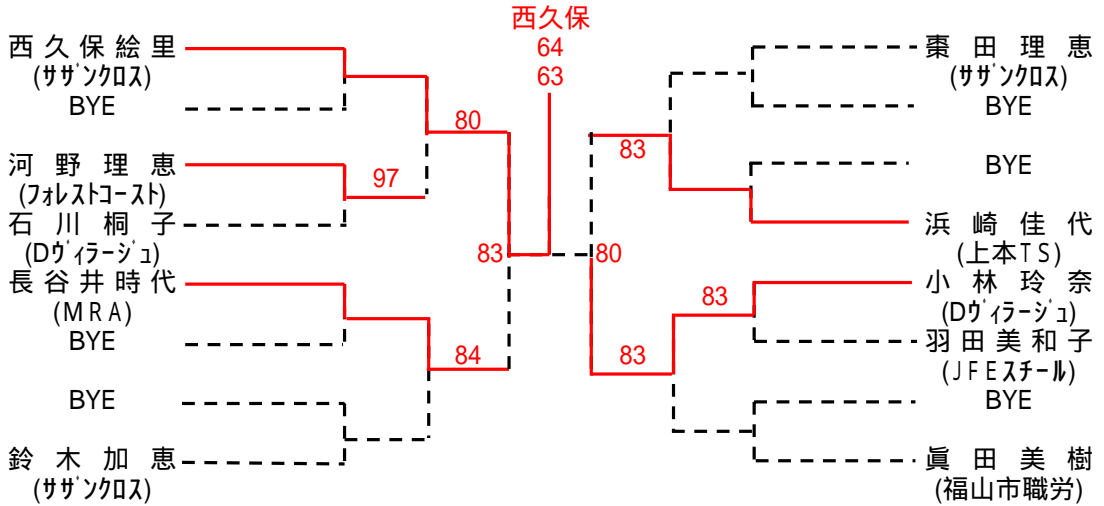 西久保
64
63
西久保絵里
(ｻｻﾞﾝｸﾛｽ)
BYE
80
河野理恵
(ﾌｫﾚｽﾄｺｰｽﾄ)
97
石川桐子
(Dｳﾞｨﾗｰｼﾞｭ)
83
長谷井時代
(MRA)
BYE
84
BYE
鈴木加恵
(ｻｻﾞﾝｸﾛｽ)
棗田理恵
(ｻｻﾞﾝｸﾛｽ)
BYE
83
BYE
浜崎佳代
(上本TS)
80
小林玲奈
(Dｳﾞｨﾗｰｼﾞｭ)
83
羽田美和子
(JFEｽﾁｰﾙ)
83
BYE
眞田美樹
(福山市職労)